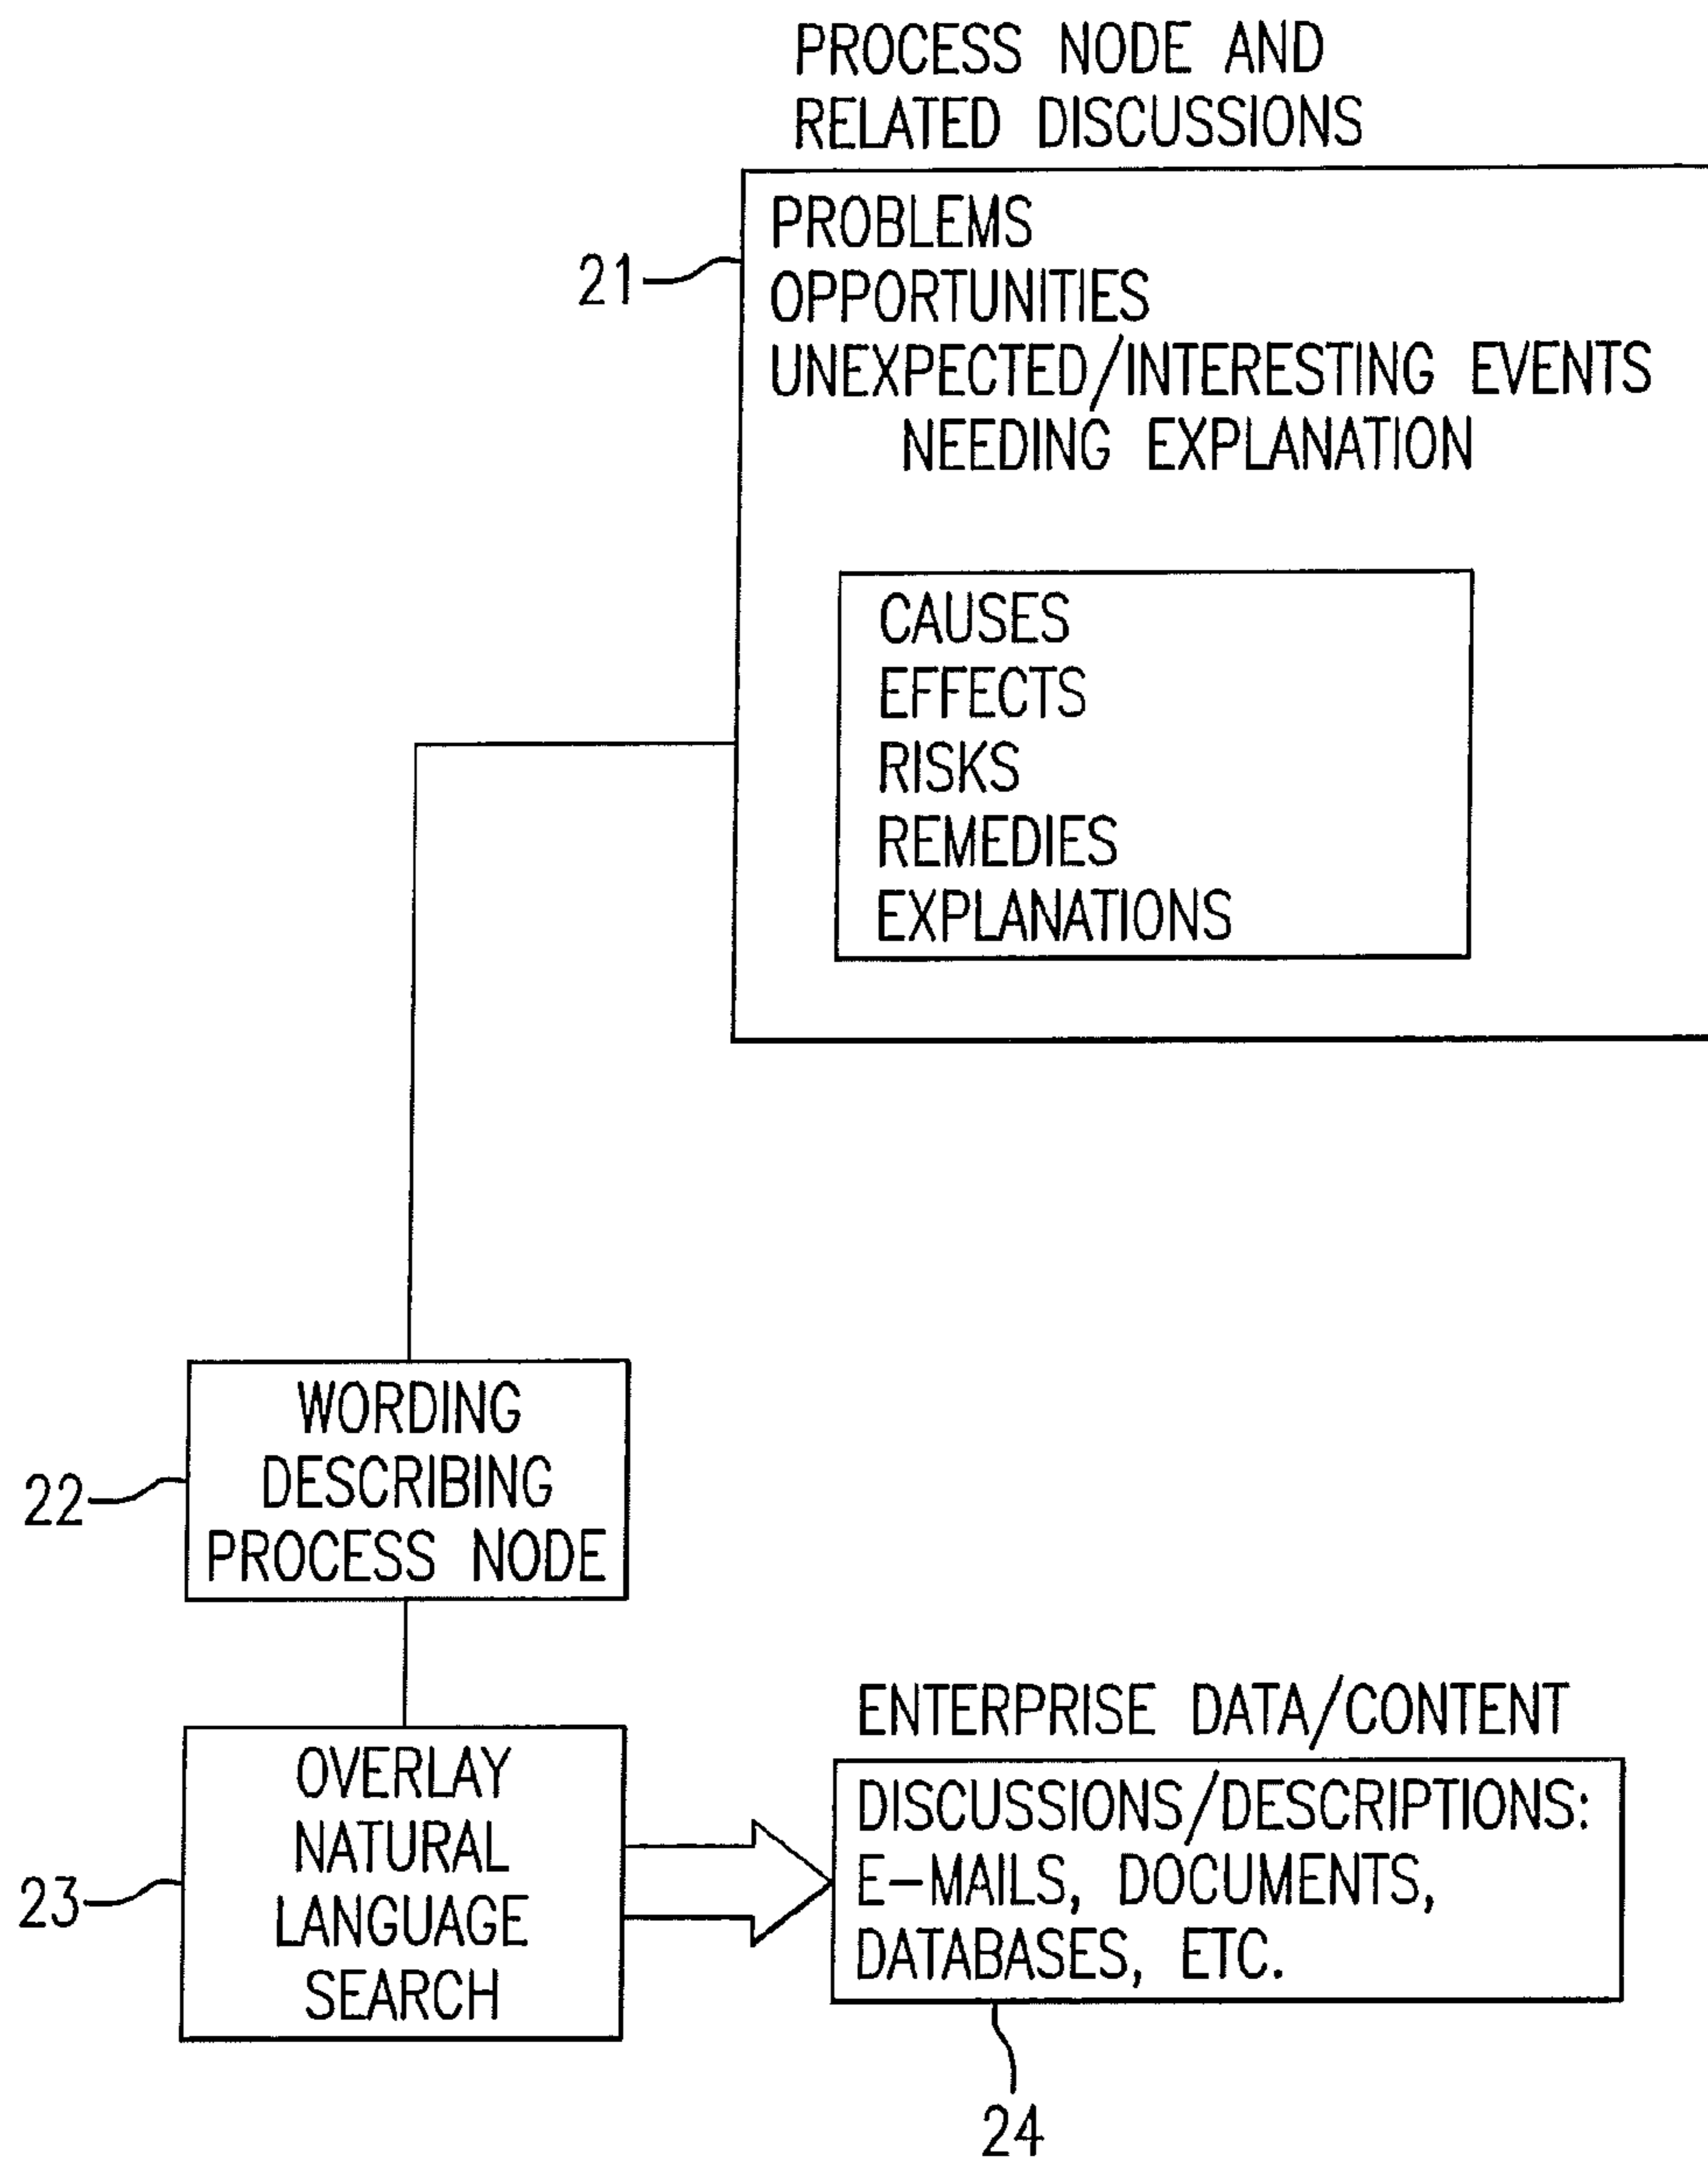 PROCESS NODE AND
RELATED DISCUSSIONS
PROBLEMS
21
OPPORTUNITIES
UNEXPECTED/INTERESTING EVENTS
NEEDING EXPLANATION
CAUSES
EFFECTS
RISKS
REMEDIES
EXPLANATIONS
WORDING
DESCRIBING
PROCESS NODE
22
OVERLAY
NATURAL
LANGUAGE
SEARCH
23
ENTERPRISE DATA/CONTENT
DISCUSSIONS/DESCRIPTIONS:
E-MAILS, DOCUMENTS,
DATABASES, ETC.
24